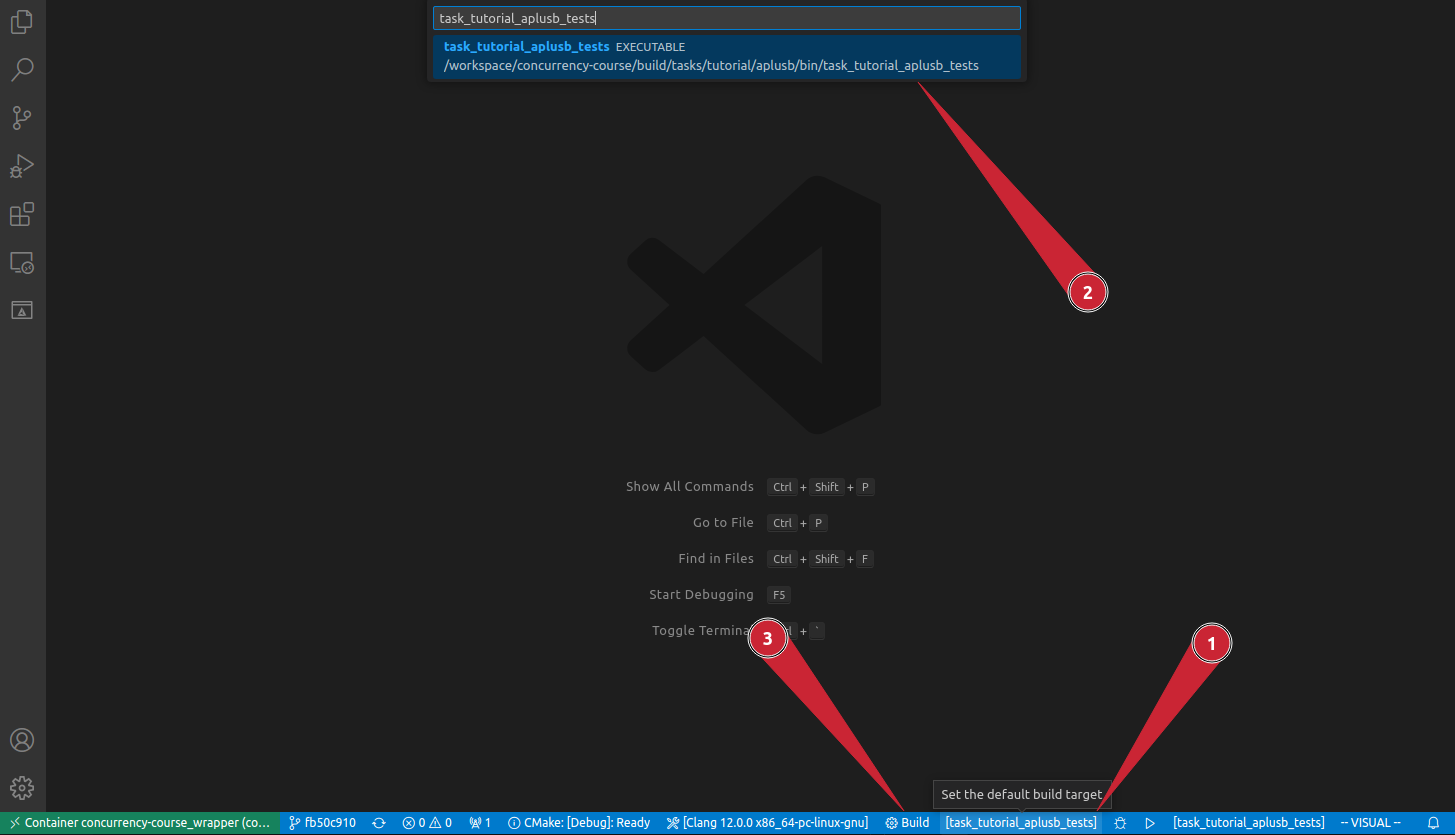 task_tutorial_aplusb_tests
task_tutorial_aplusb_tests EXECUTABLE
/workspace/concurrency-course/build/tasks/tutorial/aplusb/bin/task_tutorial_aplusb_tests
2
Show All Commands Ctrl + Shift + P
Go to File Ctrl + P
Find in Files Ctrl + Shift + F
Start Debugging F5
Toggle Termina + `
3
1
Set the default build target
Container concurrency-course_wrapper (co... fb50c910 0 0 1 CMake: [Debug]: Ready [Clang 12.0.0 x86_64-pc-linux-gnu] Build [task_tutorial_aplusb_tests] [task_tutorial_aplusb_tests] -- VISUAL --